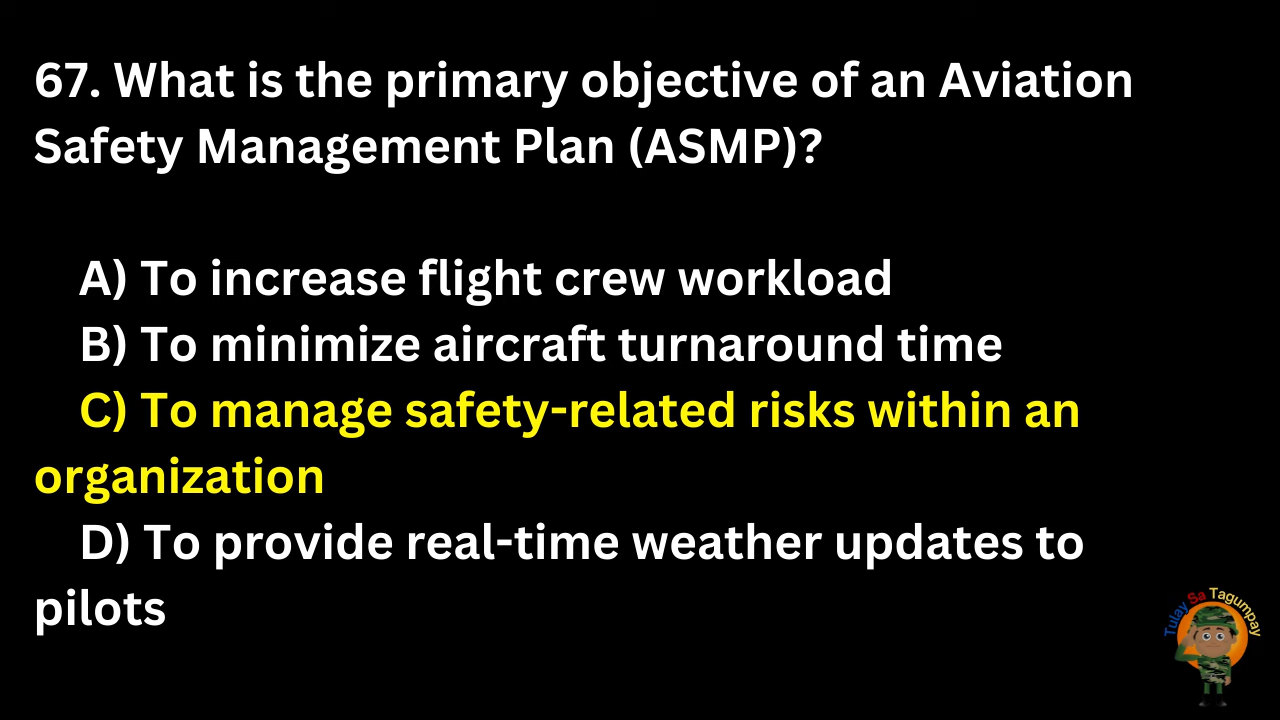 67. What is the primary objective of an Aviation
Safety Management Plan (ASMP)?
A) To increase flight crew workload
B) To minimize aircraft turnaround time
C) To manage safety-related risks within an
organization
D) To provide real-time weather updates to
pilots
Tulay Sa Tagumpay